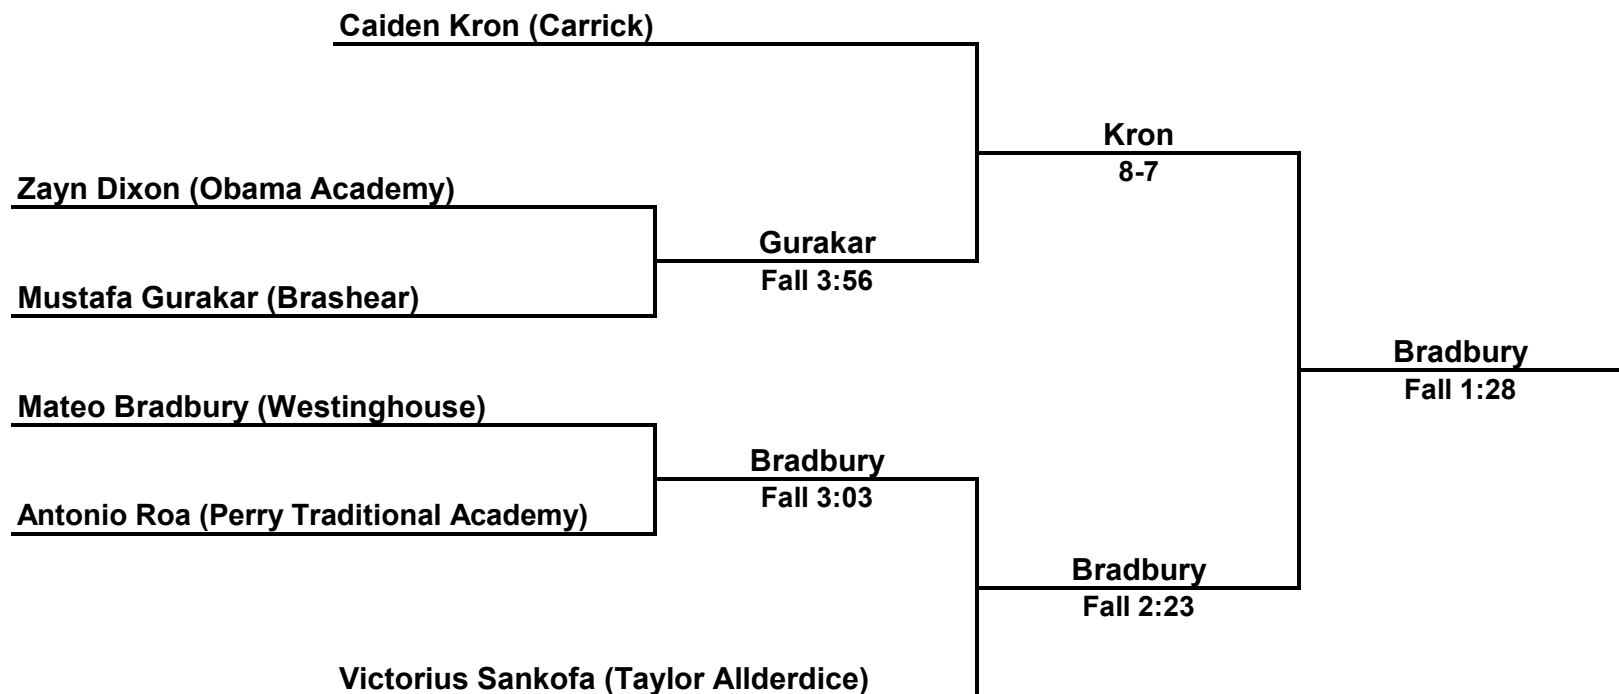 Caiden Kron (Carrick)
Kron
8-7
Zayn Dixon (Obama Academy)
Gurakar
Fall 3:56
Mustafa Gurakar (Brashear)
Bradbury
Fall 1:28
Mateo Bradbury (Westinghouse)
Bradbury
Fall 3:03
Antonio Roa (Perry Traditional Academy)
Bradbury
Fall 2:23
Victorius Sankofa (Taylor Allderdice)